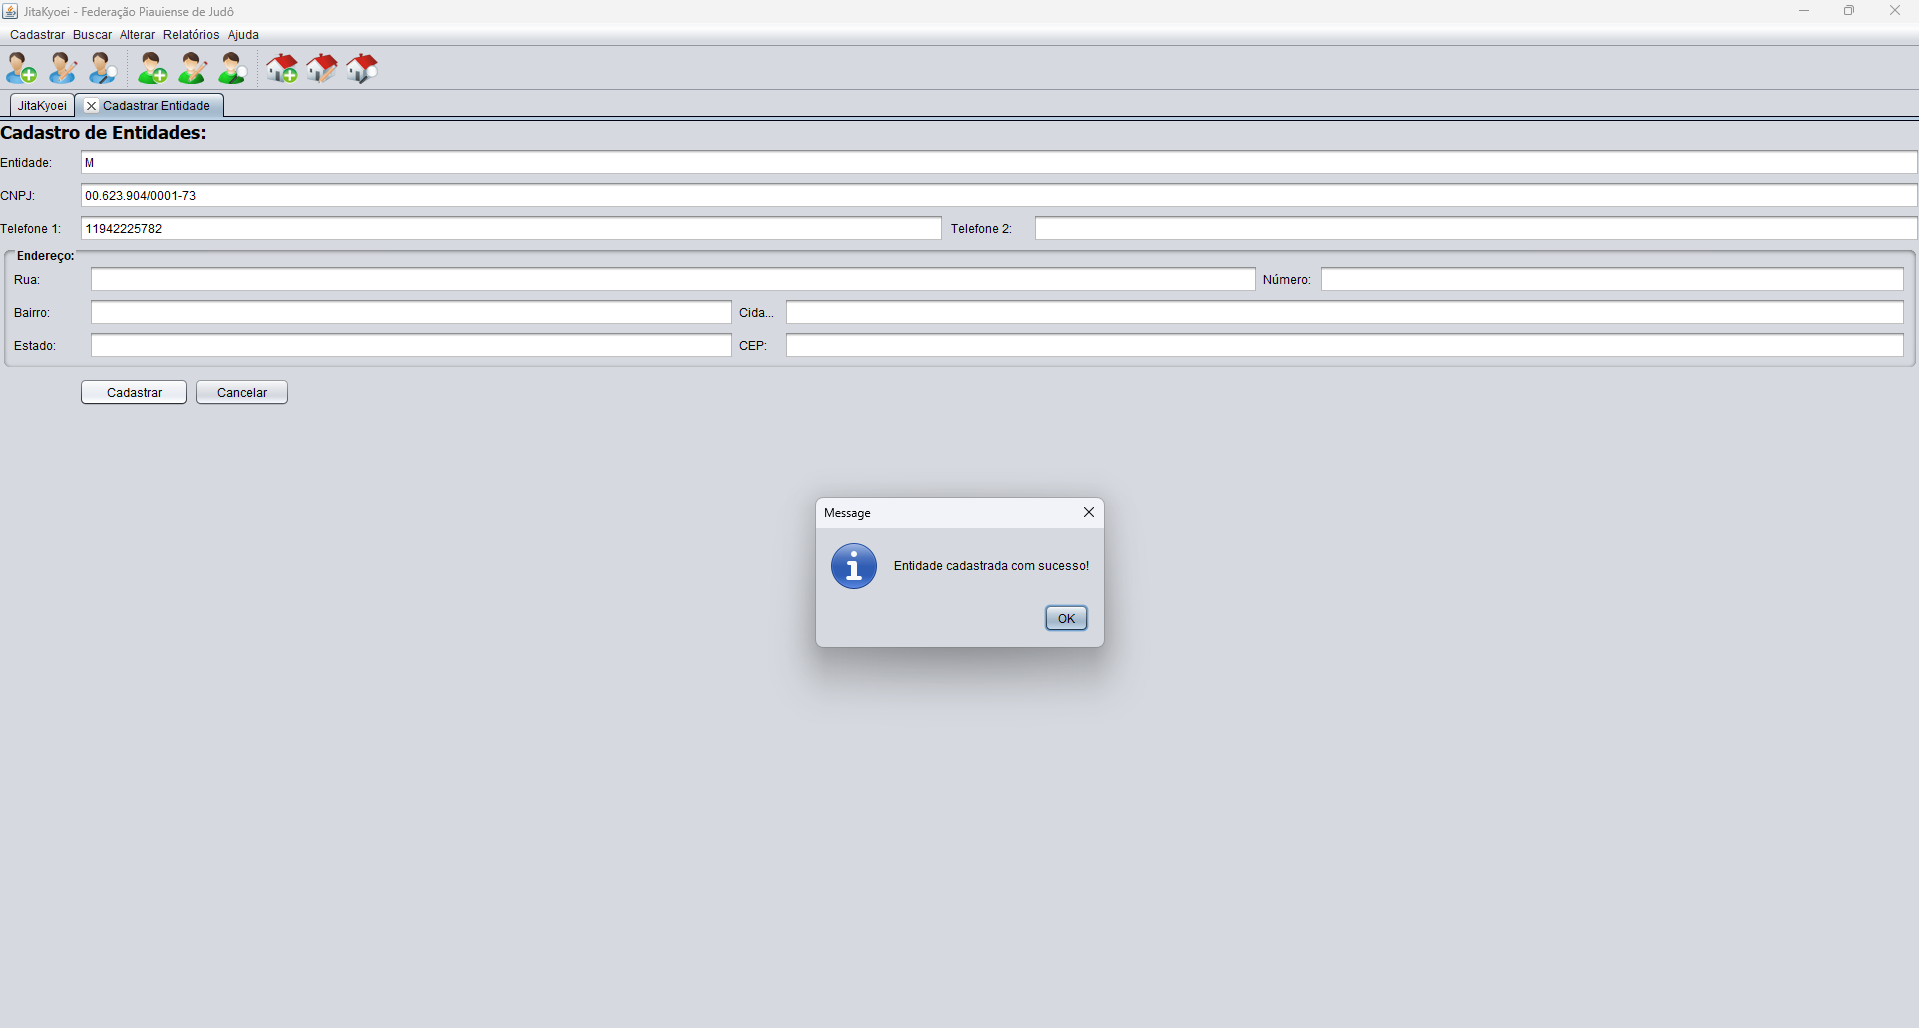 JitaKyoei - Federação Piauiense de Judô
Cadastrar Buscar Alterar Relatórios Ajuda
JitaKyoei Cadastrar Entidade
Cadastro de Entidades:
Entidade: M
CNPJ: 00.623.904/0001-73
Telefone 1: 11942225782 Telefone 2:
Endereço:
Rua: Número:
Bairro: Cida...
Estado: CEP:
Cadastrar Cancelar
Message
Entidade cadastrada com sucesso!
OK